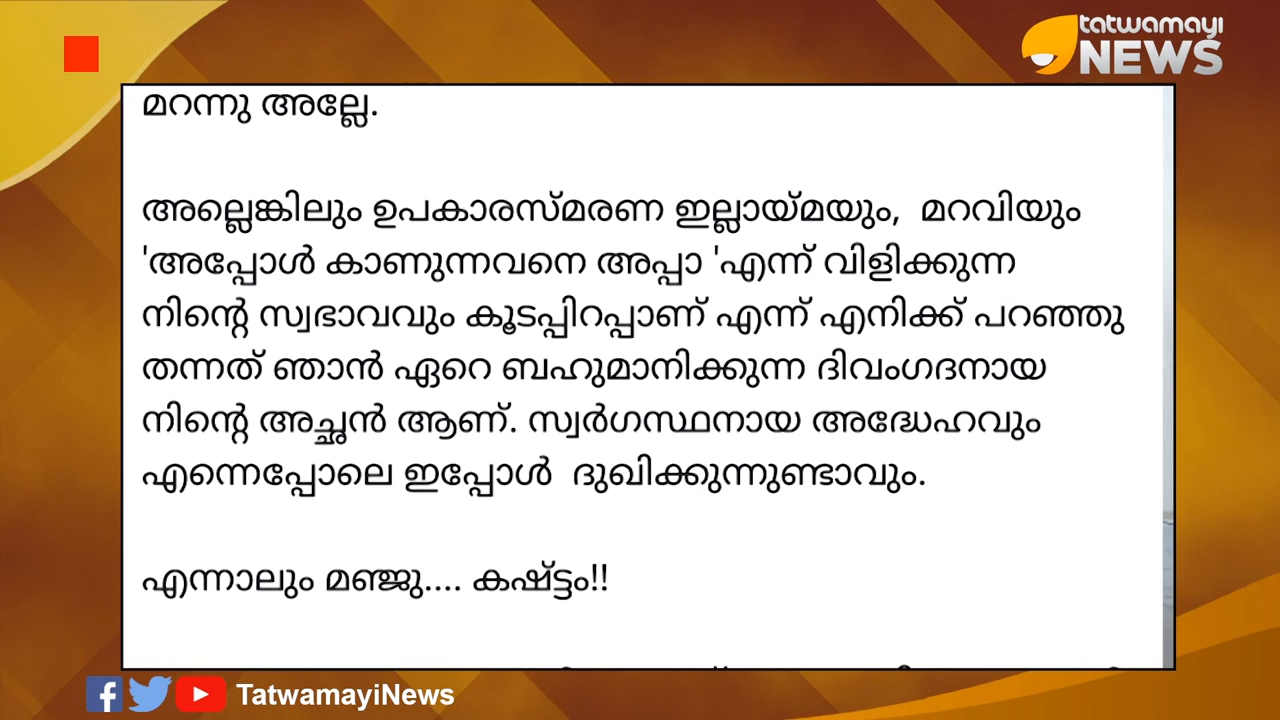 tatwamayi
NEWS
മറന്നു അല്ലേ.
അല്ലെങ്കിലും ഉപകാരസ്മരണ ഇല്ലായ്മയും, മറവിയും
'അപ്പോൾ കാണുന്നവനെ അപ്പാ 'എന്ന് വിളിക്കുന്ന
നിന്റെ സ്വഭാവവും കൂടപ്പിറപ്പാണ് എന്ന് എനിക്ക് പറഞ്ഞു
തന്നത് ഞാൻ ഏറെ ബഹുമാനിക്കുന്ന ദിവംഗദനായ
നിന്റെ അച്ഛൻ ആണ്. സ്വർഗസ്ഥനായ അദ്ധേഹവും
എന്നെപ്പോലെ ഇപ്പോൾ ദുഖിക്കുന്നുണ്ടാവും.
എന്നാലും മഞ്ജു.... കഷ്ട്ടം!!
TatwamayiNews